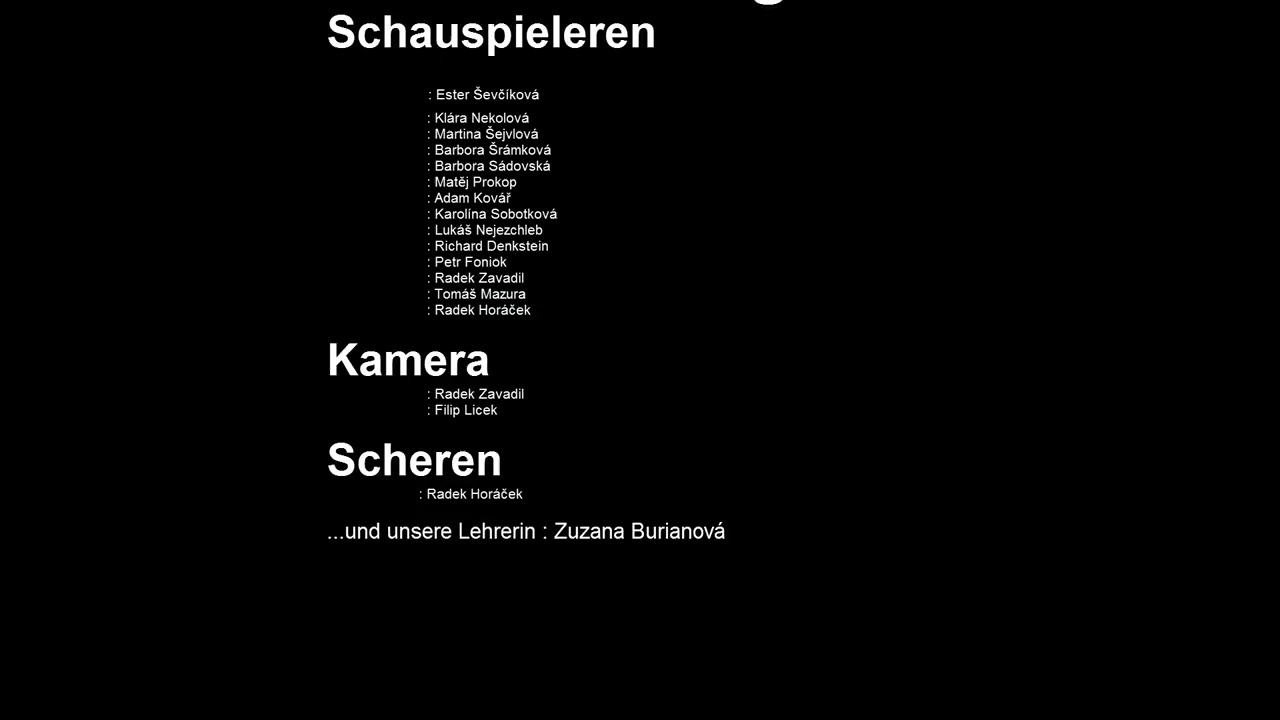 Schauspieleren
: Ester Ševčíková
: Klára Nekolová
: Martina Šejvlová
: Barbora Šrámková
: Barbora Sádovská
: Matěj Prokop
: Adam Kovář
: Karolína Sobotková
: Lukáš Nejezchleb
: Richard Denkstein
: Petr Foniok
: Radek Zavadil
: Tomáš Mazura
: Radek Horáček
Kamera
: Radek Zavadil
: Filip Licek
Scheren
: Radek Horáček
...und unsere Lehrerin : Zuzana Burianová